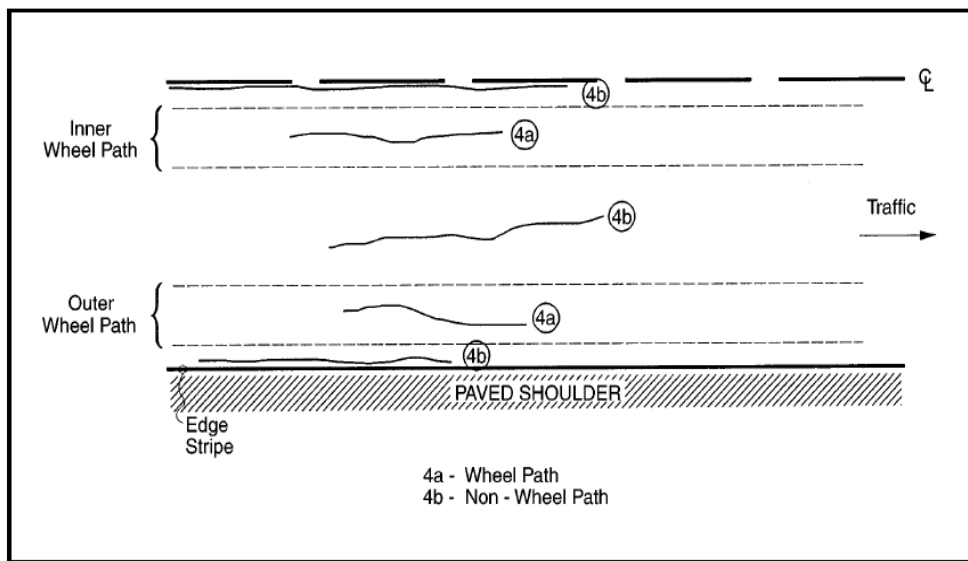 ℄
4b
Inner
Wheel Path
4a
4b
Traffic
Outer
Wheel Path
4a
4b
PAVED SHOULDER
Edge
Stripe
4a - Wheel Path
4b - Non - Wheel Path